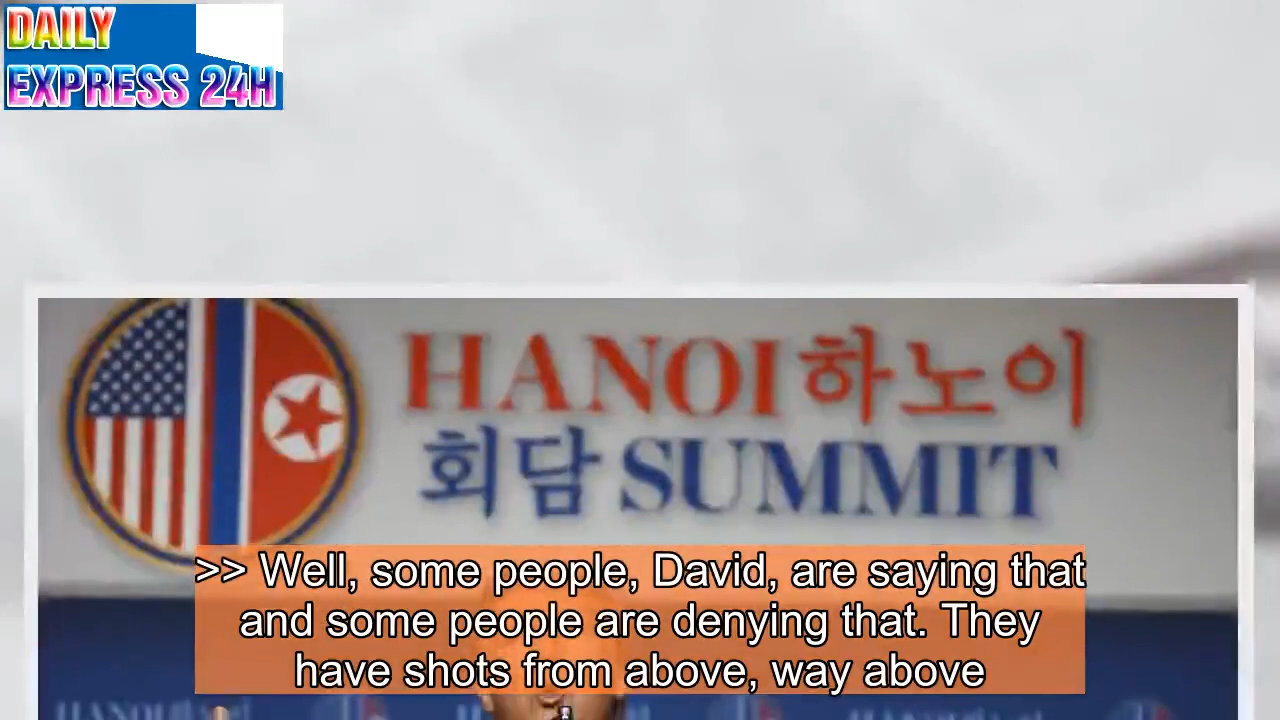 DAILY
EXPRESS 24H
HANOI 하노이
회담 SUMMIT
>> Well, some people, David, are saying that
and some people are denying that. They
have shots from above, way above